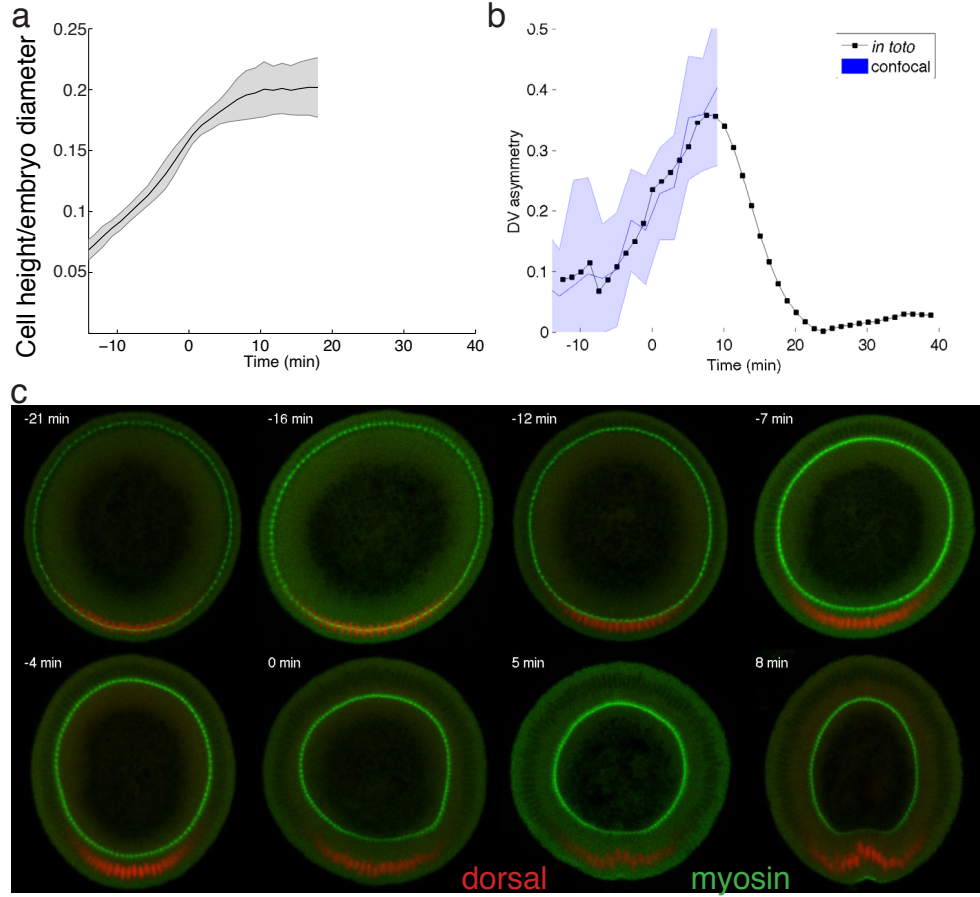 a
Cell height/embryo diameter
0.25
0.2
0.15
0.1
0.05
−10
0
10
20
30
40
Time (min)
b
DV asymmetry
0.5
0.4
0.3
0.2
0.1
0
-10
0
10
20
30
40
Time (min)
in toto
confocal
c
-21 min
-16 min
-12 min
-7 min
-4 min
0 min
5 min
8 min
dorsal
myosin